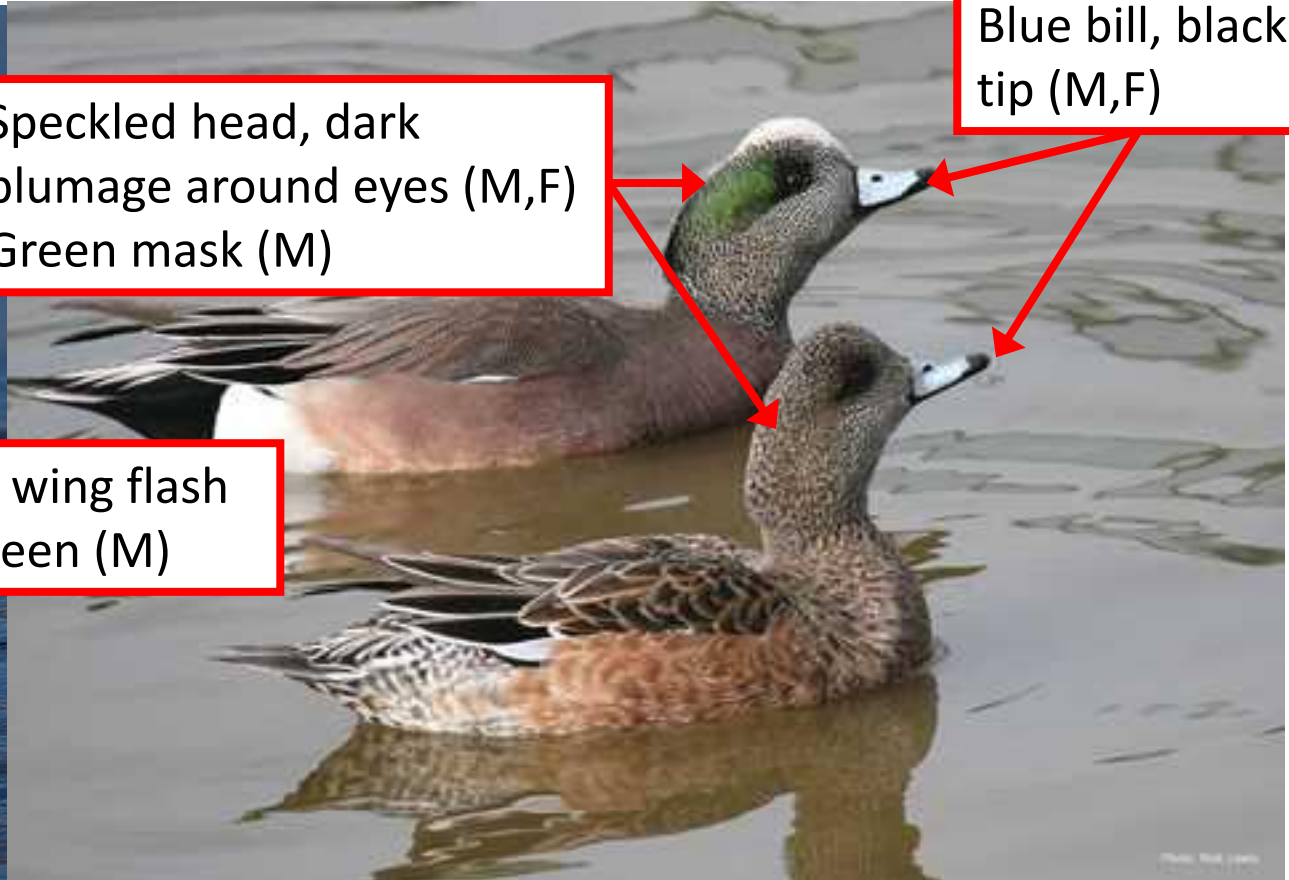 Blue bill, black
tip (M,F)
Speckled head, dark
plumage around eyes (M,F)
Green mask (M)
wing flash
een (M)